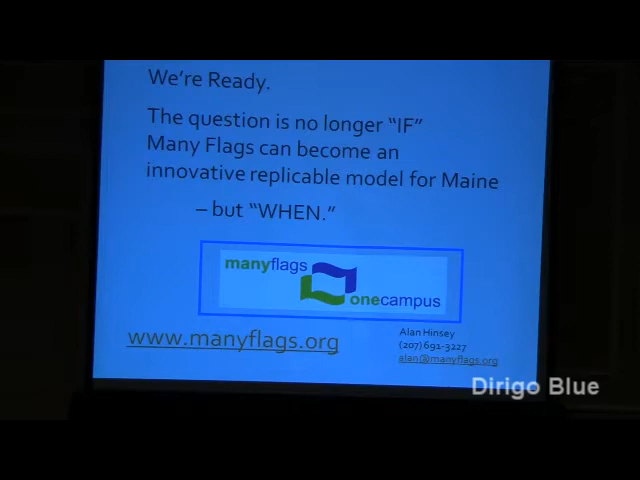 We're Ready.
The question is no longer “IF”
Many Flags can become an
innovative replicable model for Maine
– but “WHEN.”
manyflags
onecampus
www.manyflags.org
Alan Hinsey
(207) 691-3227
alan@manyflags.org
Dirigo Blue